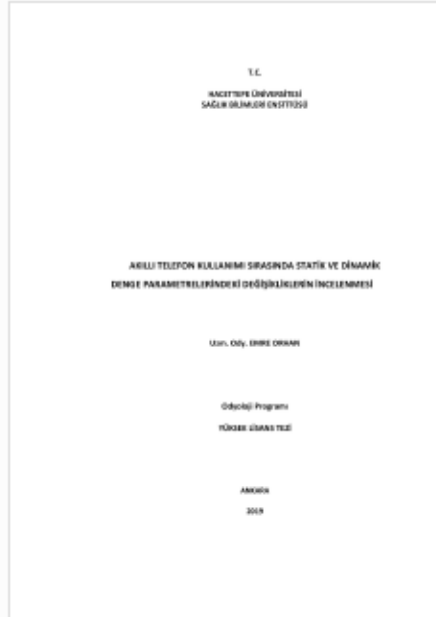 T.C.
HACETTEPE ÜNİVERSİTESİ
SAĞLIK BİLİMLERİ ENSTİTÜSÜ
AKILLI TELEFON KULLANIMI SIRASINDA STATİK VE DİNAMİK
DENGE PARAMETRELERİNDEKİ DEĞİŞİKLİKLERİN İNCELENMESİ
Uzm. Ody. EMRE ORHAN
Odyoloji Programı
YÜKSEK LİSANS TEZİ
ANKARA
2019